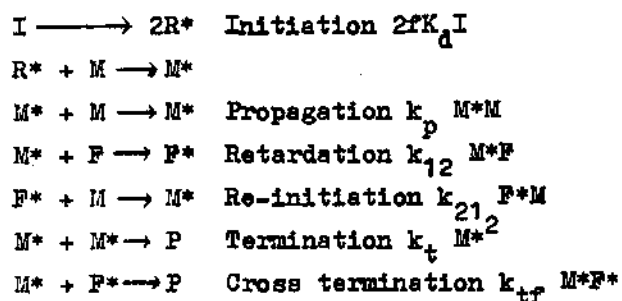 I ⟶ 2R* Initiation 2fK_d I
R* + M ⟶ M*
M* + M ⟶ M* Propagation k_p M*M
M* + F ⟶ F* Retardation k_12 M*F
F* + M ⟶ M* Re-initiation k_21 F*M
M* + M* ⟶ P Termination k_t M*²
M* + F* ⟶ P Cross termination k_tf M*F*